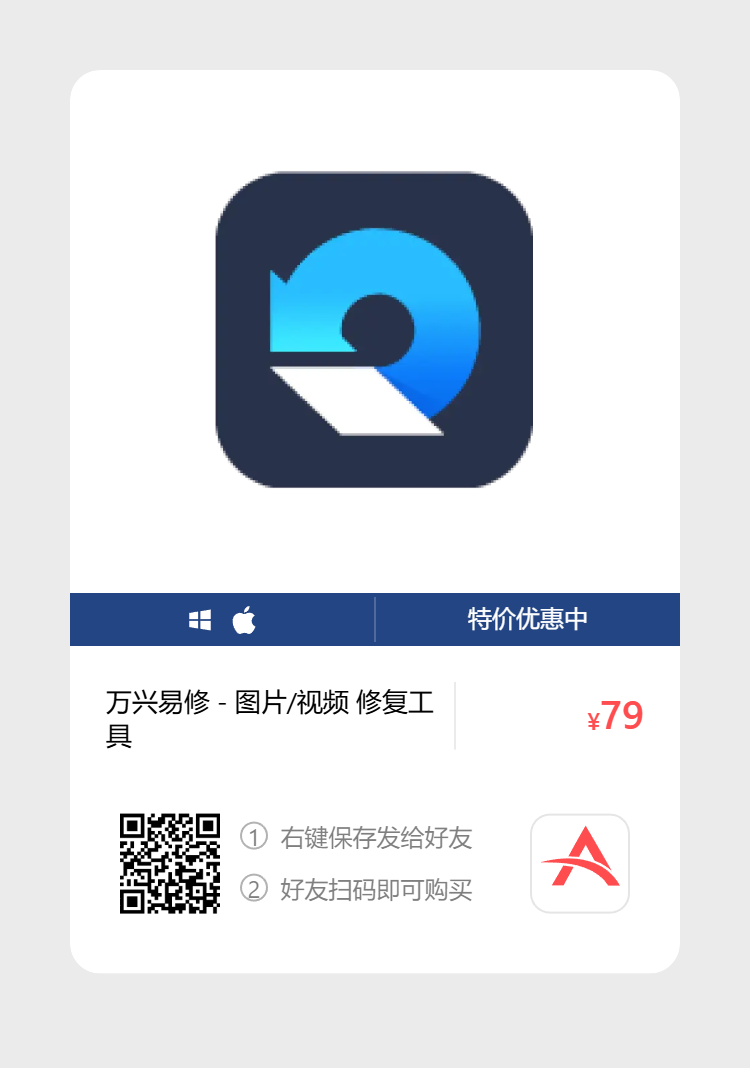 特价优惠中
万兴易修 - 图片/视频 修复工
具
¥79
① 右键保存发给好友
② 好友扫码即可购买